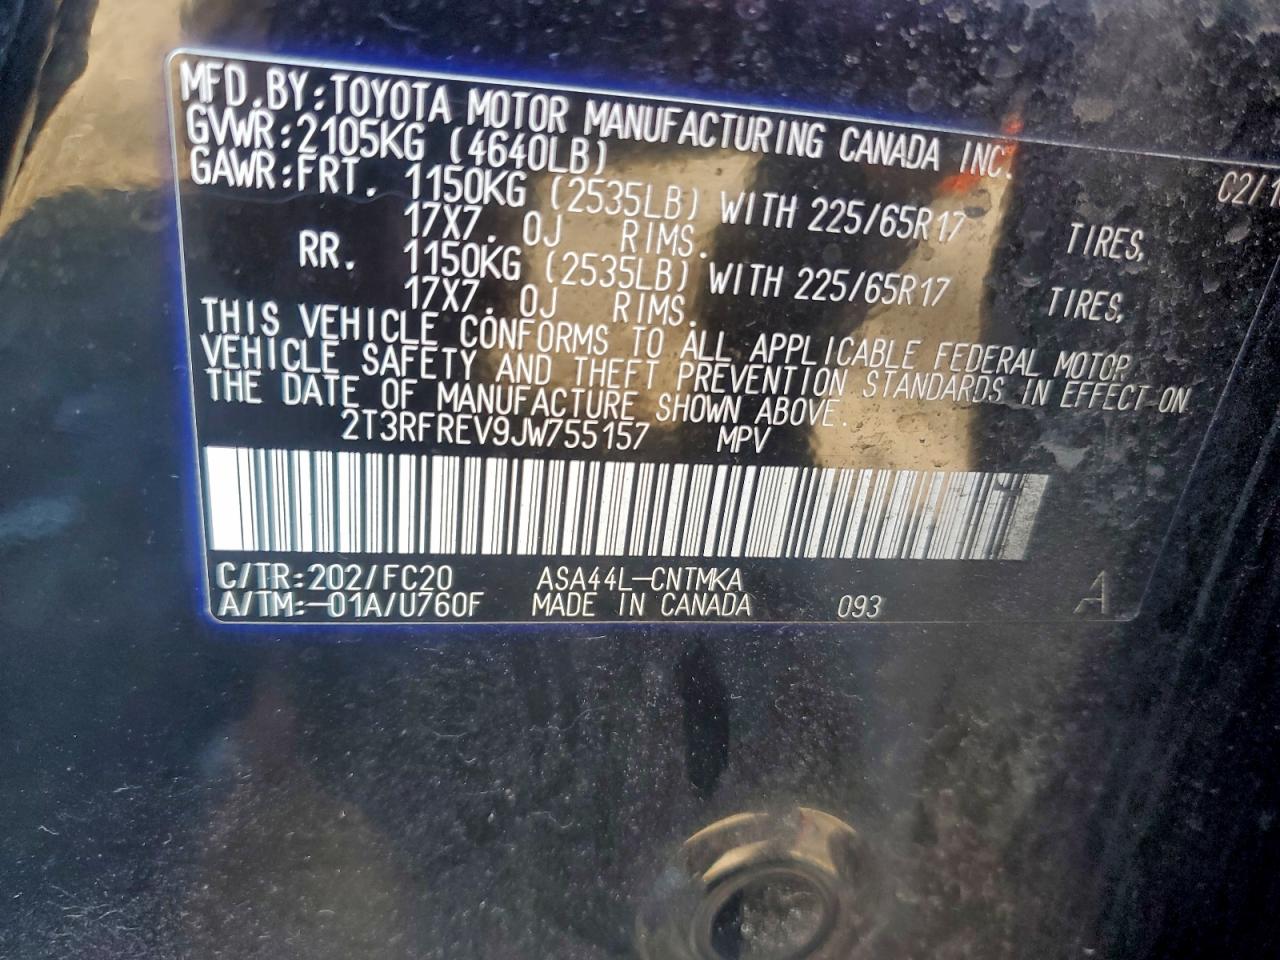 MFD.BY:TOYOTA MOTOR MANUFACTURING CANADA INC.
GVWR:2105KG (4640LB)
GAWR:FRT. 1150KG (2535LB) WITH 225/65R17 TIRES,
17X7.0J RIMS.
RR. 1150KG (2535LB) WITH 225/65R17 TIRES,
17X7.0J RIMS.
THIS VEHICLE CONFORMS TO ALL APPLICABLE FEDERAL MOTOR
VEHICLE SAFETY AND THEFT PREVENTION STANDARDS IN EFFECT ON
THE DATE OF MANUFACTURE SHOWN ABOVE.
2T3RFREV9JW755157 MPV
C/TR:202/FC20 ASA44L-CNTMKA
A/TM:-01A/U760F MADE IN CANADA 093 A